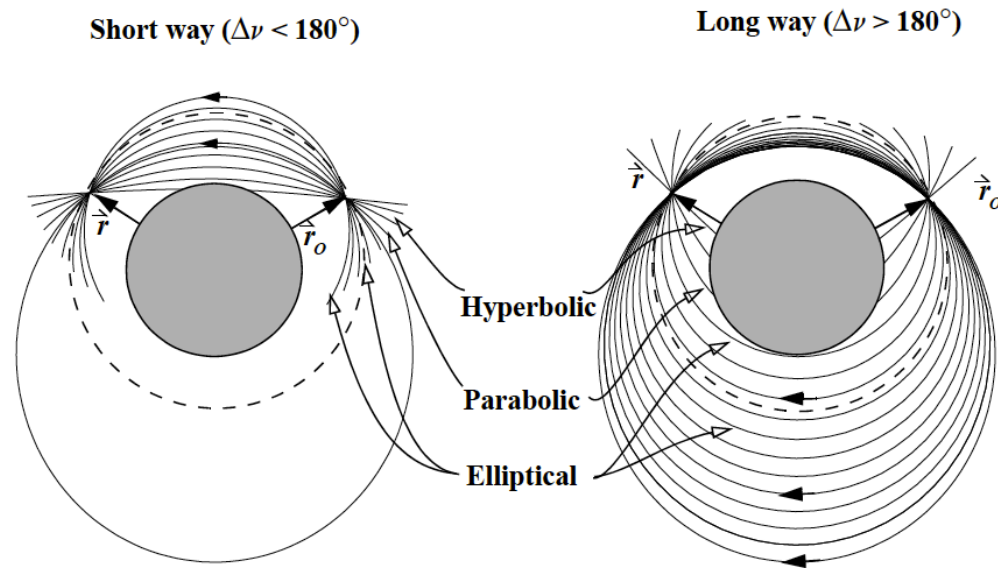 Short way (Δν < 180°)
Long way (Δν > 180°)
r⃗
r⃗ₒ
r⃗
r⃗ₒ
Hyperbolic
Parabolic
Elliptical